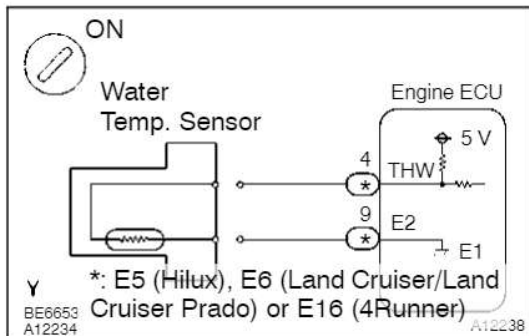 ON
Water
Temp. Sensor
Engine ECU
5 V
4
THW
*
9
E2
*
E1
*: E5 (Hilux), E6 (Land Cruiser/Land
Cruiser Prado) or E16 (4Runner)
Y
BE6653
A12234
A12238